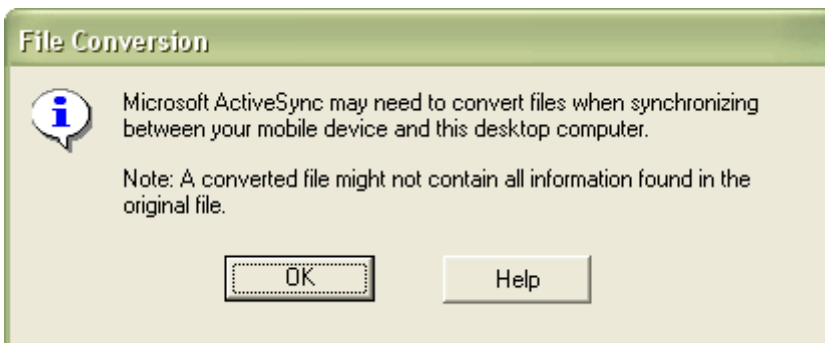 File Conversion
Microsoft ActiveSync may need to convert files when synchronizing
between your mobile device and this desktop computer.
Note: A converted file might not contain all information found in the
original file.
OK
Help